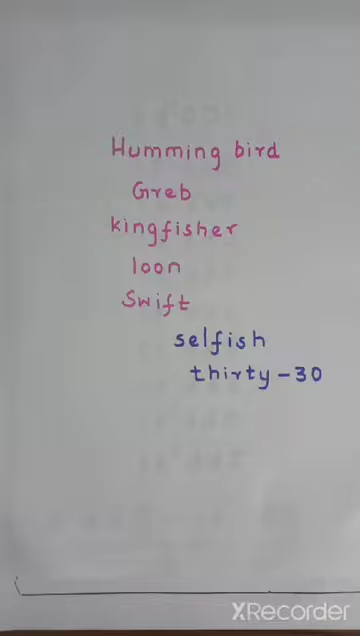 Humming bird
Greb
kingfisher
loon
Swift
selfish
thirty - 30
XRecorder